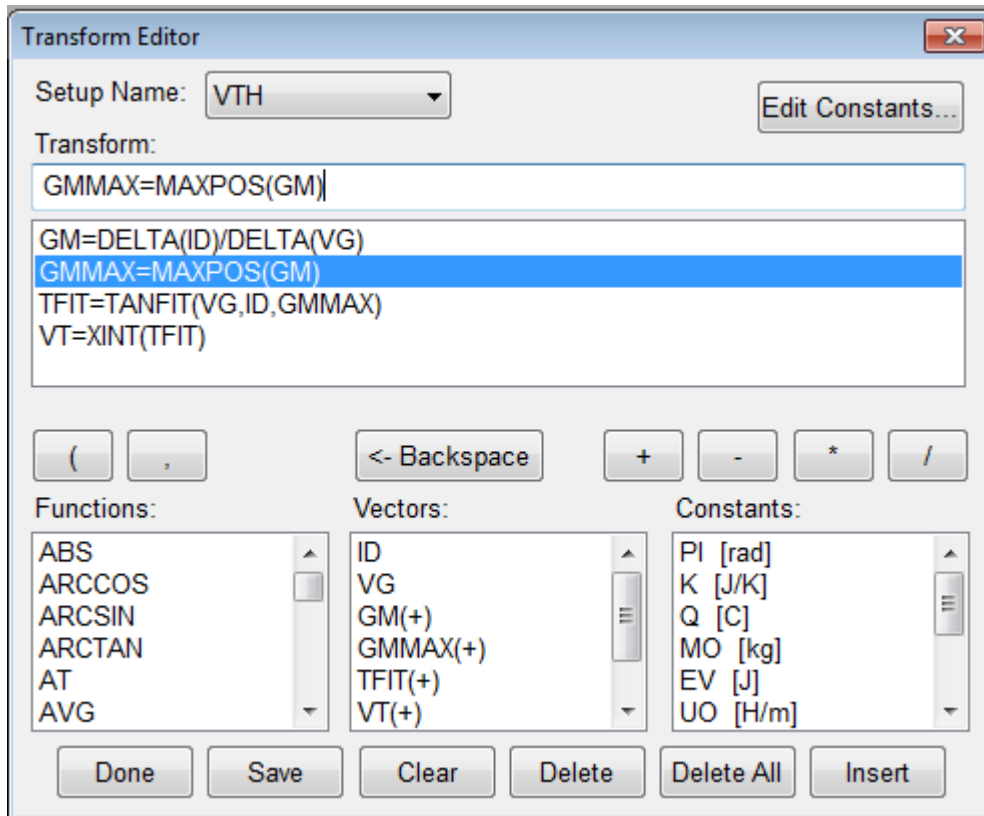 Transform Editor
Setup Name: VTH
Edit Constants...
Transform:
GMMAX=MAXPOS(GM)
GM=DELTA(ID)/DELTA(VG)
GMMAX=MAXPOS(GM)
TFIT=TANFIT(VG,ID,GMMAX)
VT=XINT(TFIT)
( , <- Backspace + - * /
Functions: Vectors: Constants:
ABS ID PI [rad]
ARCCOS VG K [J/K]
ARCSIN GM(+) Q [C]
ARCTAN GMMAX(+) MO [kg]
AT TFIT(+) EV [J]
AVG VT(+) UO [H/m]
Done Save Clear Delete Delete All Insert